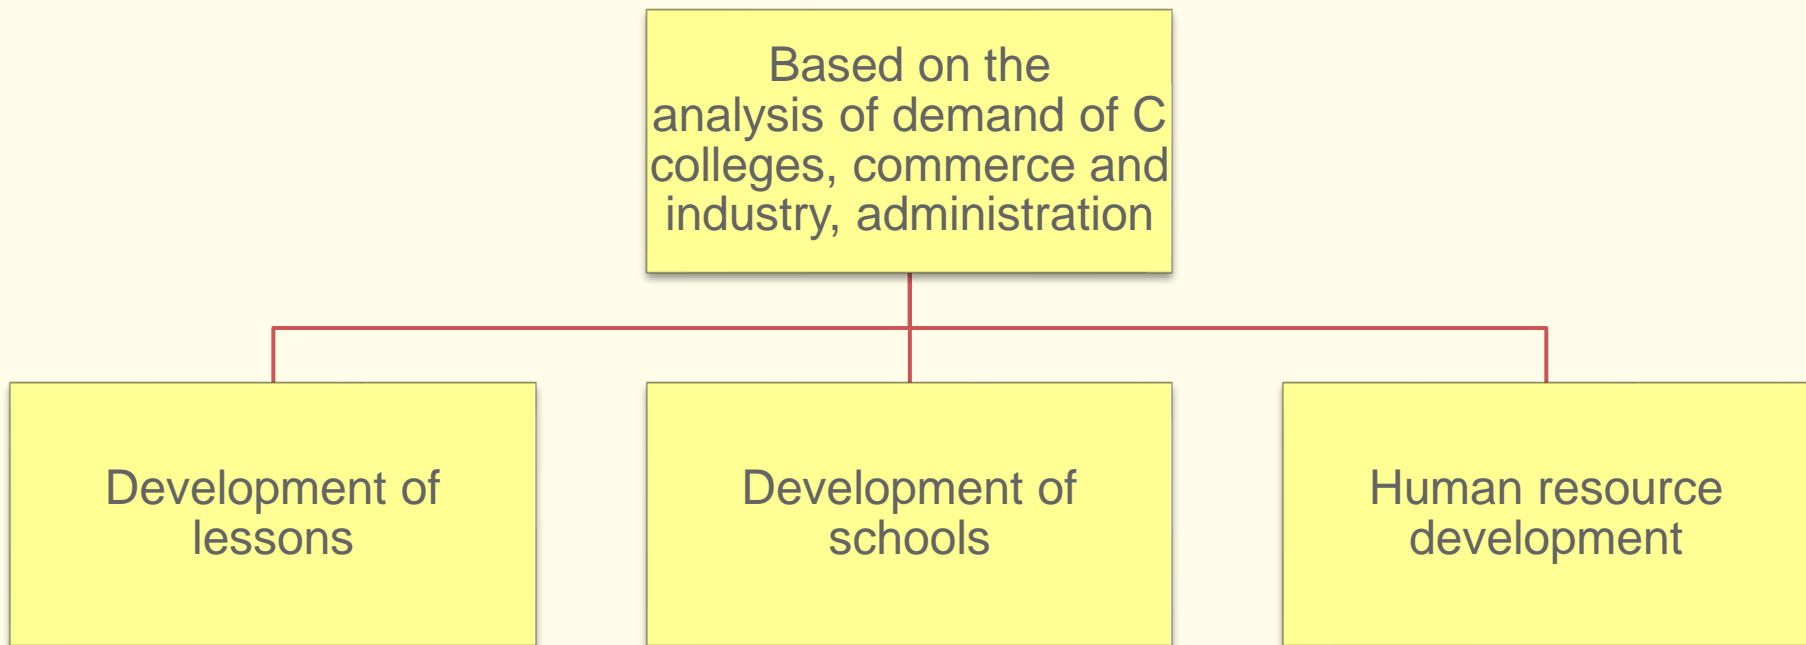 Based on the
analysis of demand of C
colleges, commerce and
industry, administration
Development of
lessons
Development of
schools
Human resource
development